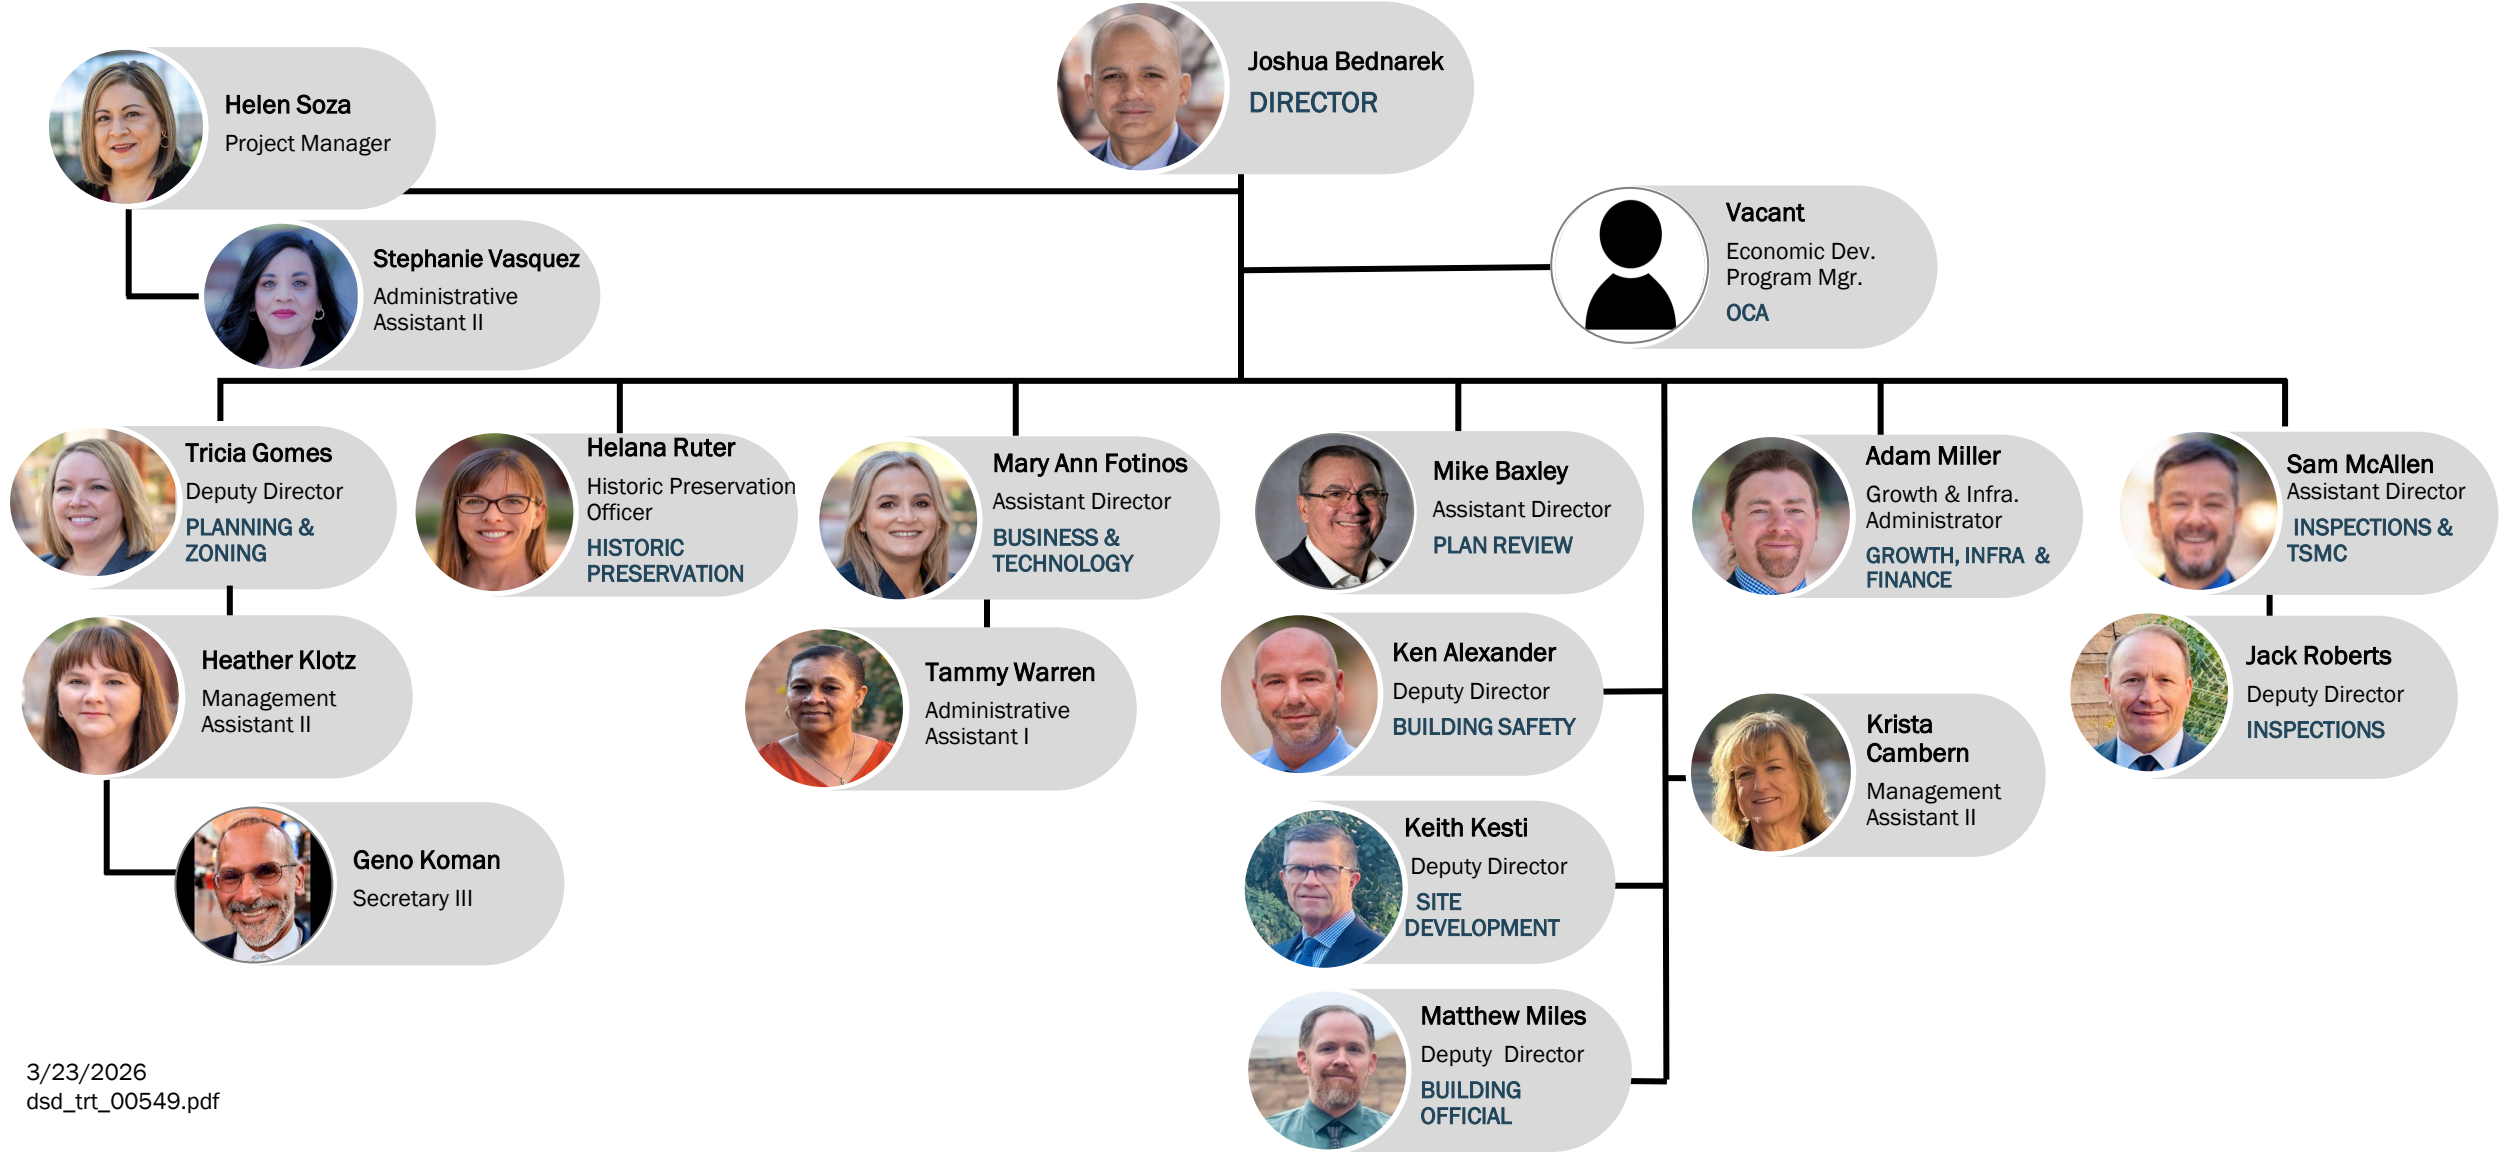 Joshua Bednarek
DIRECTOR
Helen Soza
Project Manager
Stephanie Vasquez
Administrative
Assistant II
Vacant
Economic Dev.
Program Mgr.
OCA
Tricia Gomes
Deputy Director
PLANNING &
ZONING
Helana Ruter
Historic Preservation
Officer
HISTORIC
PRESERVATION
Mary Ann Fotinos
Assistant Director
BUSINESS &
TECHNOLOGY
Mike Baxley
Assistant Director
PLAN REVIEW
Adam Miller
Growth & Infra.
Administrator
GROWTH, INFRA &
FINANCE
Sam McAllen
Assistant Director
INSPECTIONS &
TSMC
Heather Klotz
Management
Assistant II
Tammy Warren
Administrative
Assistant I
Ken Alexander
Deputy Director
BUILDING SAFETY
Krista
Cambern
Management
Assistant II
Jack Roberts
Deputy Director
INSPECTIONS
Geno Koman
Secretary III
Keith Kesti
Deputy Director
SITE
DEVELOPMENT
Matthew Miles
Deputy Director
BUILDING
OFFICIAL
3/23/2026
dsd_trt_00549.pdf